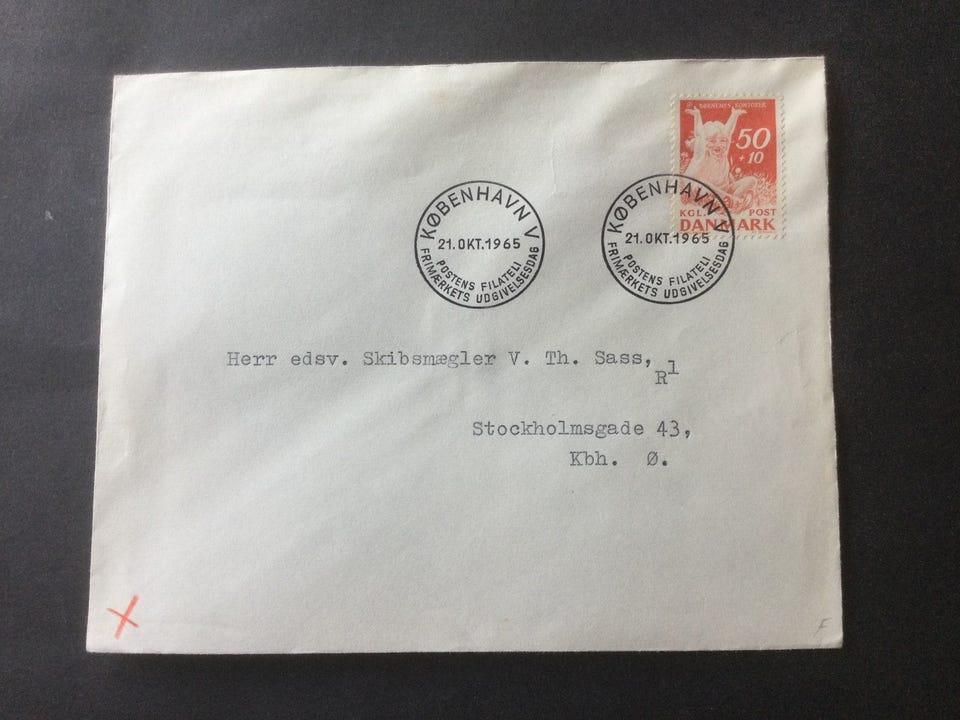 BØRNENES KONTORER
50
+10
KGL. POST
DANMARK
KØBENHAVN V
21.OKT.1965
POSTENS FILATELI
FRIMÆRKETS UDGIVELSESDAG
KØBENHAVN V
21.OKT.1965
POSTENS FILATELI
FRIMÆRKETS UDGIVELSESDAG
Herr edsv. Skibsmægler V. Th. Sass,
R1
Stockholmsgade 43,
Kbh. Ø.
F